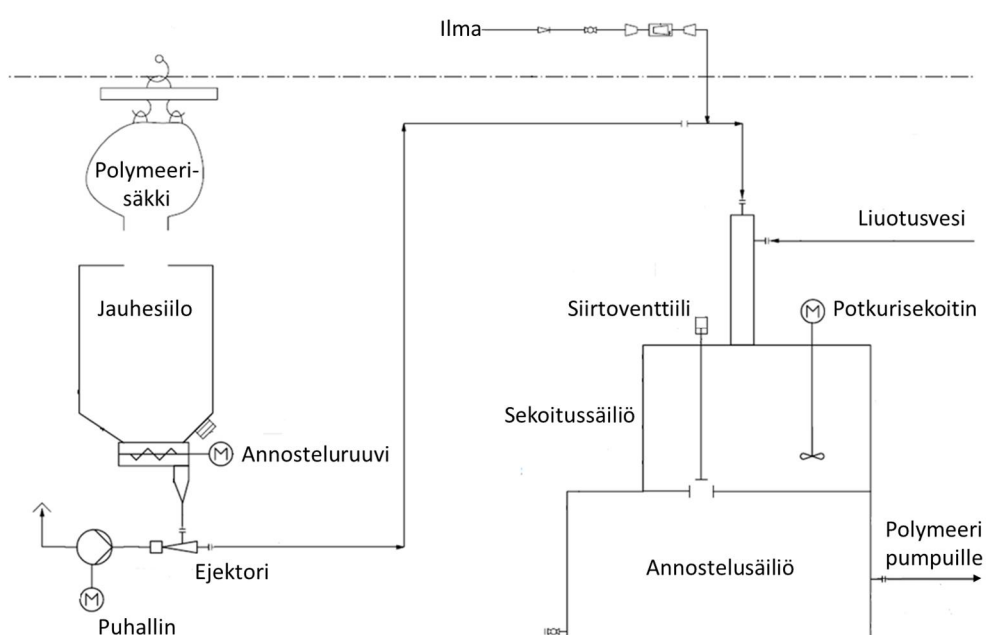 Ilma
Polymeeri-
säkki
Liuotusvesi
Jauhesiilo
Siirtoventtiili
M
Potkurisekoitin
Sekoitussäiliö
M
Annosteluruuvi
Polymeeri
pumpuille
Ejektori
Annostelusäiliö
M
Puhallin